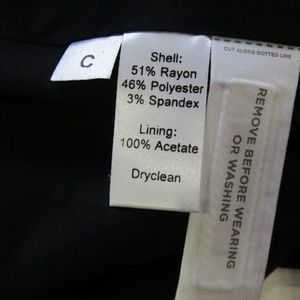 C
Shell:
51% Rayon
46% Polyester
3% Spandex
Lining:
100% Acetate
Dryclean
CUT ALONG DOTTED LINE
REMOVE BEFORE WEARING
OR WASHING